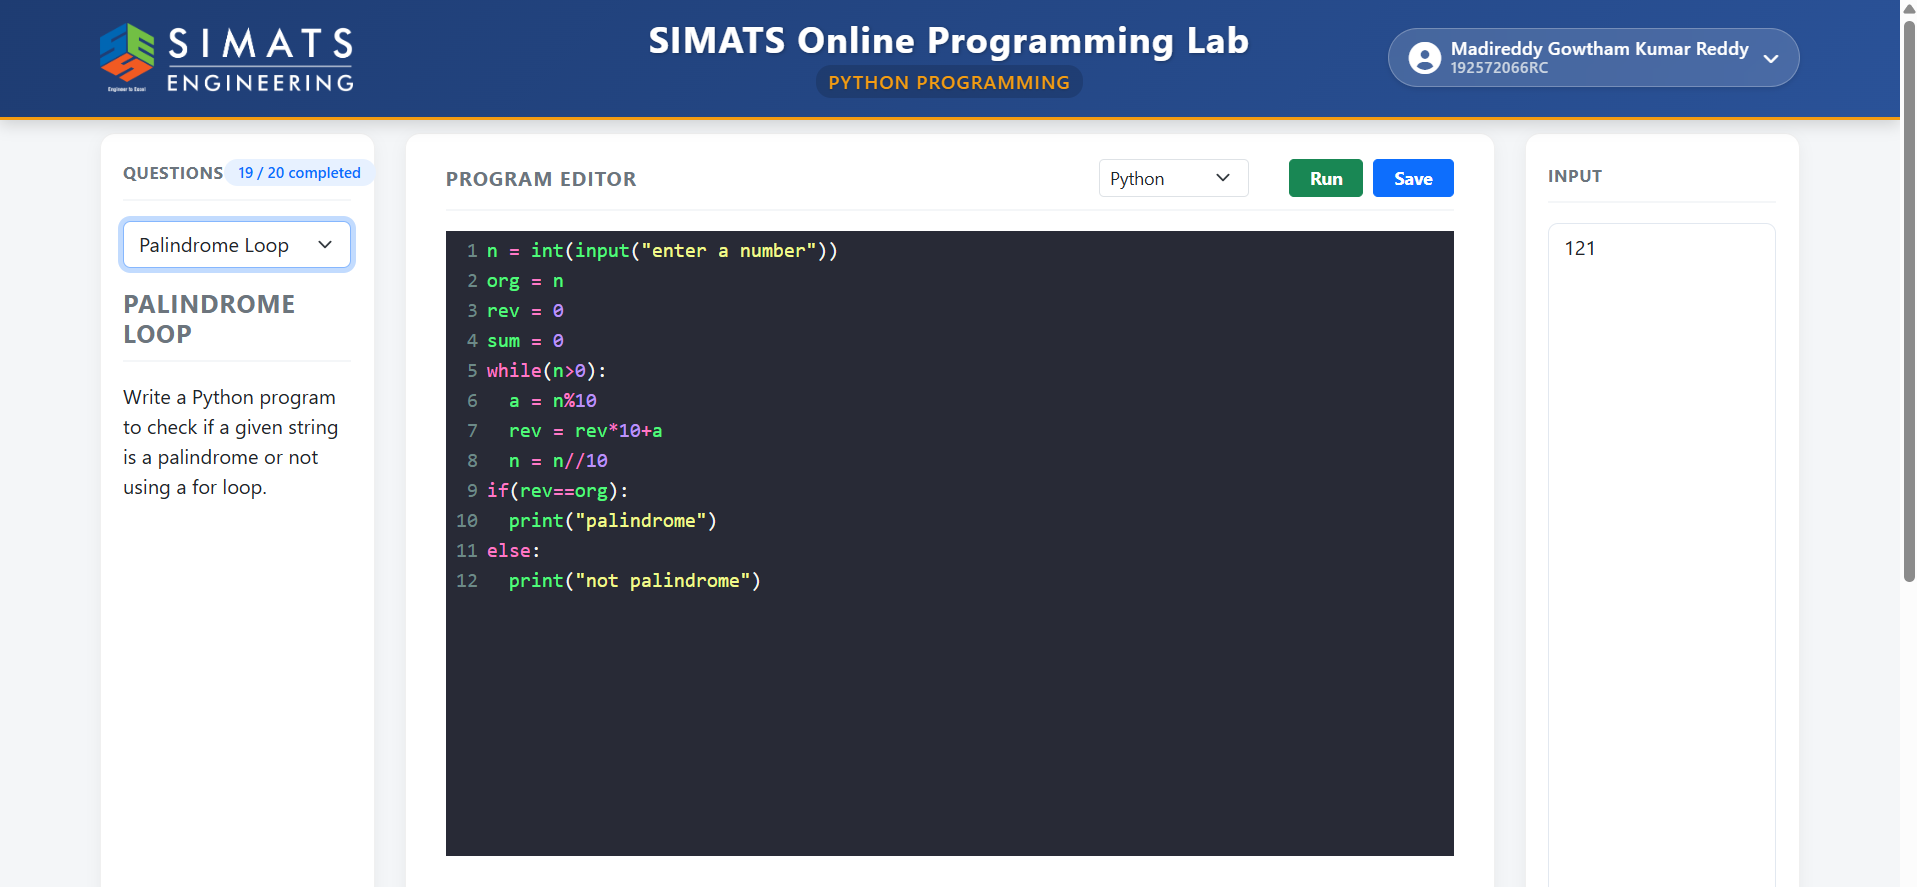 SIMATS
ENGINEERING
Engineer to Excel
SIMATS Online Programming Lab
PYTHON PROGRAMMING
Madireddy Gowtham Kumar Reddy
192572066RC
QUESTIONS 19 / 20 completed
Palindrome Loop
PALINDROME
LOOP
Write a Python program
to check if a given string
is a palindrome or not
using a for loop.
PROGRAM EDITOR Python Run Save
1 n = int(input("enter a number"))
2 org = n
3 rev = 0
4 sum = 0
5 while(n>0):
6   a = n%10
7   rev = rev*10+a
8   n = n//10
9 if(rev==org):
10   print("palindrome")
11 else:
12   print("not palindrome")
INPUT
121